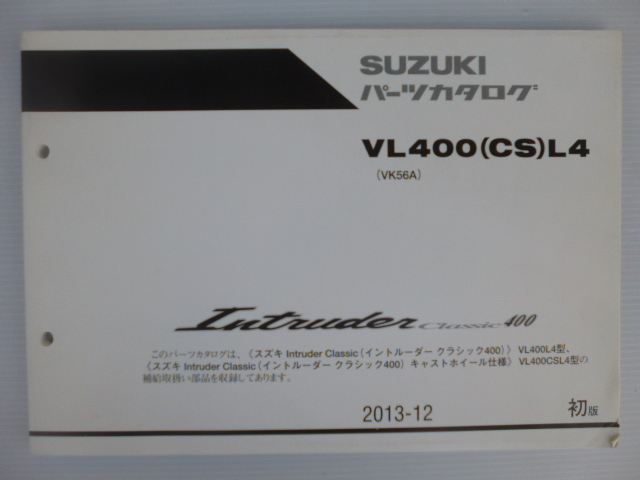 SUZUKI
パーツカタログ
VL400(CS)L4
(VK56A)
Intruder Classic 400
このパーツカタログは、《スズキ Intruder Classic(イントルーダー クラシック400)》 VL400L4型、
《スズキ Intruder Classic(イントルーダー クラシック400) キャストホイール仕様》 VL400CSL4型の
補給取扱い部品を収録してあります。
2013-12 初版